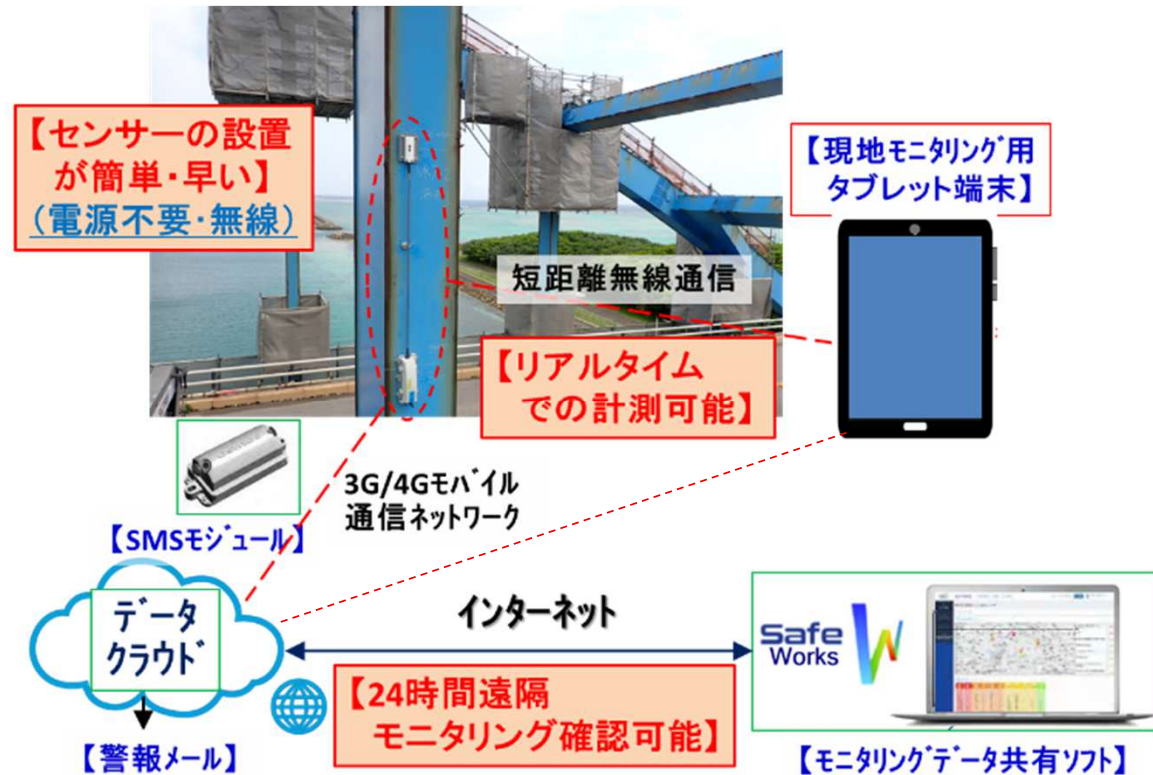 【センサーの設置
が簡単･早い】
(電源不要･無線)
【現地モニタリング用
タブレット端末】
短距離無線通信
【リアルタイム
での計測可能】
3G/4Gモバイル
通信ネットワーク
【SMSモジュール】
データ
クラウド
インターネット
Safe
Works
【24時間遠隔
モニタリング確認可能】
【警報メール】
【モニタリングデータ共有ソフト】